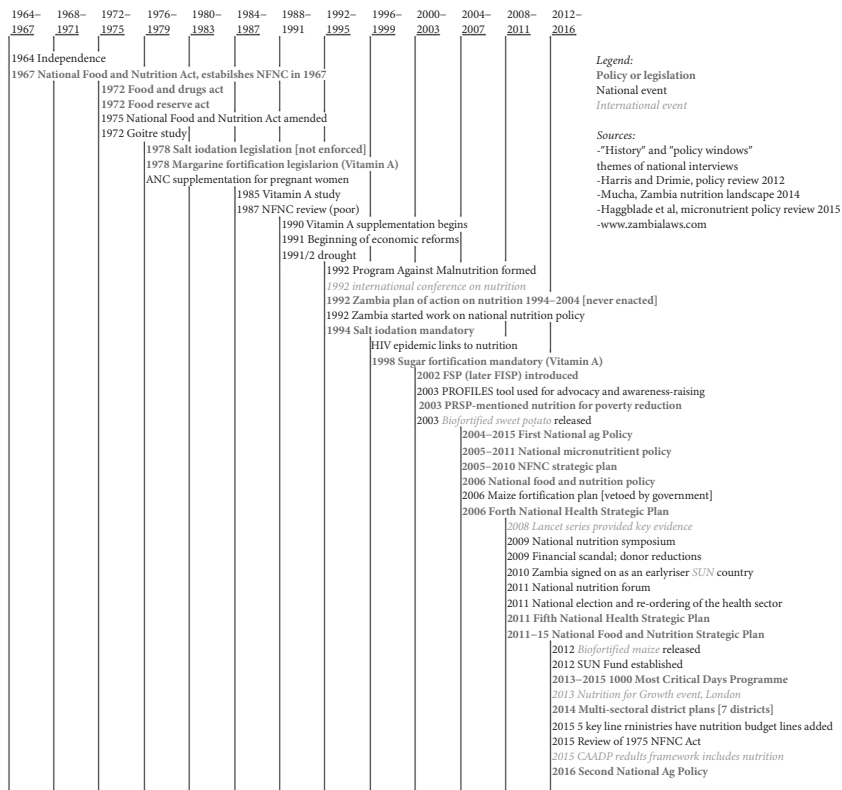 1964–
1967
1968–
1971
1972–
1975
1976–
1979
1980–
1983
1984–
1987
1988–
1991
1992–
1995
1996–
1999
2000–
2003
2004–
2007
2008–
2011
2012–
2016
1964 Independence
1967 National Food and Nutrition Act, estabilshes NFNC in 1967
1972 Food and drugs act
1972 Food reserve act
1975 National Food and Nutrition Act amended
1972 Goitre study
1978 Salt iodation legislation [not enforced]
1978 Margarine fortification legislarion (Vitamin A)
ANC supplementation for pregnant women
1985 Vitamin A study
1987 NFNC review (poor)
1990 Vitamin A supplementation begins
1991 Beginning of economic reforms
1991/2 drought
1992 Program Against Malnutrition formed
1992 international conference on nutrition
1992 Zambia plan of action on nutrition 1994–2004 [never enacted]
1992 Zambia started work on national nutrition policy
1994 Salt iodation mandatory
HIV epidemic links to nutrition
1998 Sugar fortification mandatory (Vitamin A)
2002 FSP (later FISP) introduced
2003 PROFILES tool used for advocacy and awareness-raising
2003 PRSP-mentioned nutrition for poverty reduction
2003 Biofortified sweet potato released
2004–2015 First National ag Policy
2005–2011 National micronutritient policy
2005–2010 NFNC strategic plan
2006 National food and nutrition policy
2006 Maize fortification plan [vetoed by government]
2006 Forth National Health Strategic Plan
2008 Lancet series provided key evidence
2009 National nutrition symposium
2009 Financial scandal; donor reductions
2010 Zambia signed on as an earlyriser SUN country
2011 National nutrition forum
2011 National election and re-ordering of the health sector
2011 Fifth National Health Strategic Plan
2011–15 National Food and Nutrition Strategic Plan
2012 Biofortified maize released
2012 SUN Fund established
2013–2015 1000 Most Critical Days Programme
2013 Nutrition for Growth event, London
2014 Multi-sectoral district plans [7 districts]
2015 5 key line rninistries have nutrition budget lines added
2015 Review of 1975 NFNC Act
2015 CAADP redults framework includes nutrition
2016 Second National Ag Policy
Legend:
Policy or legislation
National event
International event
Sources:
-"History" and "policy windows"
themes of national interviews
-Harris and Drimie, policy review 2012
-Mucha, Zambia nutrition landscape 2014
-Haggblade et al, micronutrient policy review 2015
-www.zambialaws.com